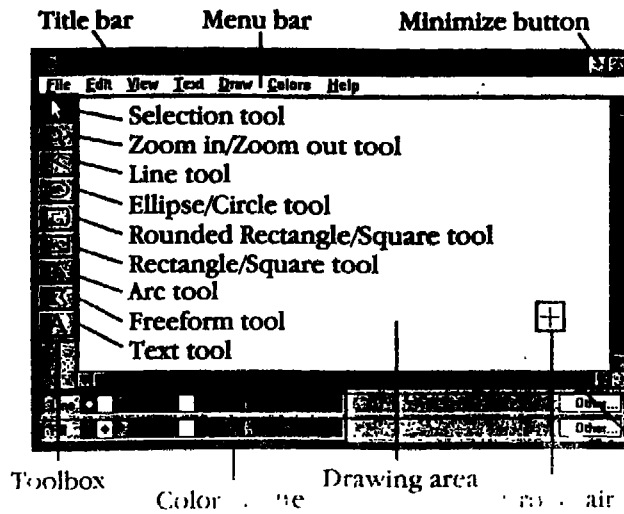 Title bar Menu bar Minimize button
File Edit View Text Draw Colors Help
Selection tool
Zoom in/Zoom out tool
Line tool
Ellipse/Circle tool
Rounded Rectangle/Square tool
Rectangle/Square tool
Arc tool
Freeform tool
A Text tool
Other...
Other...
Toolbox Drawing area
Color